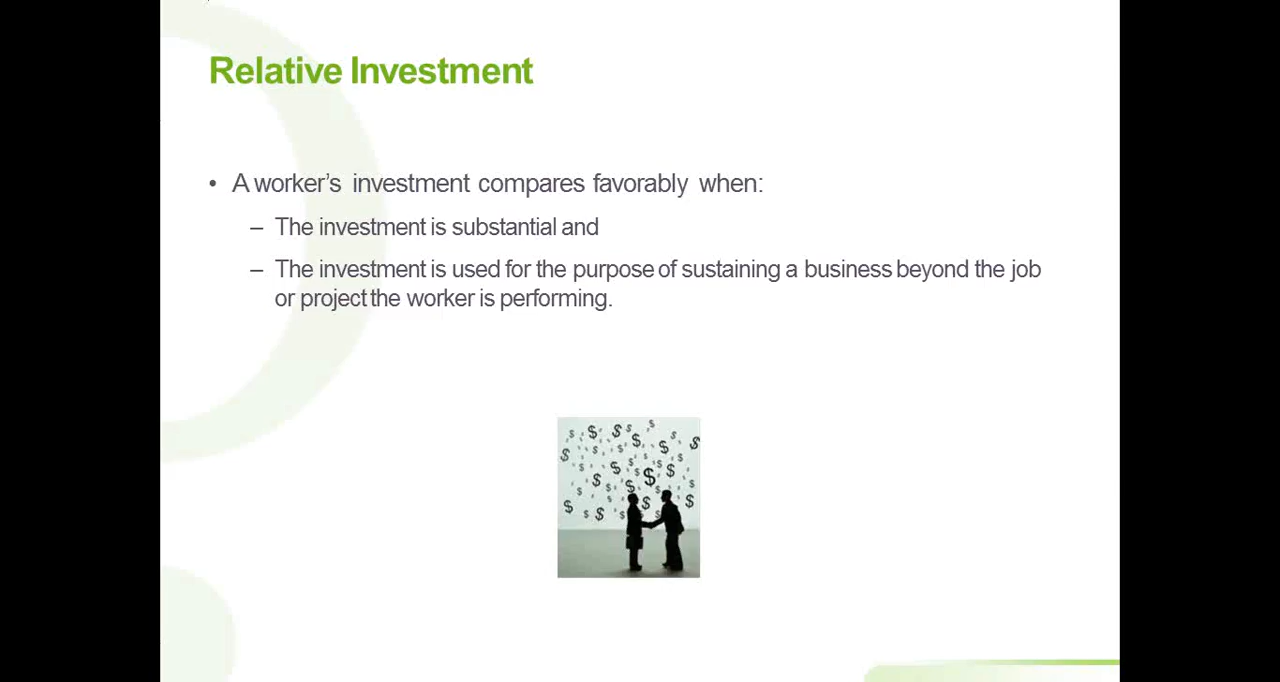 Relative Investment
• A worker's investment compares favorably when:
– The investment is substantial and
– The investment is used for the purpose of sustaining a business beyond the job
or project the worker is performing.